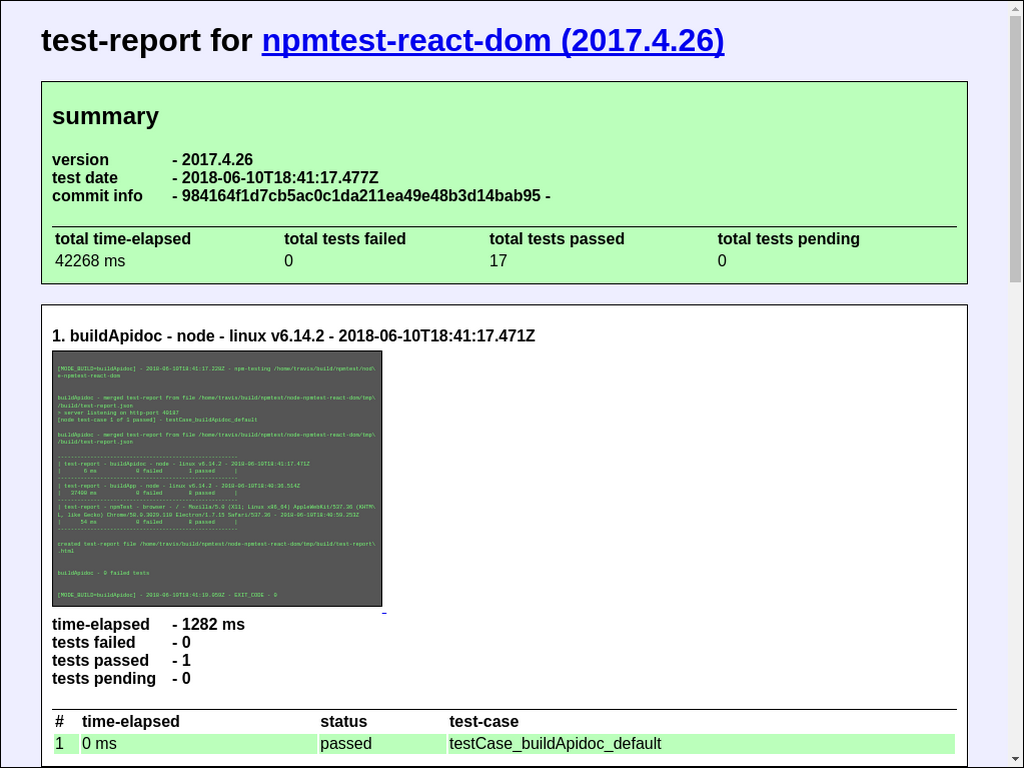 test-report for npmtest-react-dom (2017.4.26)
summary
version - 2017.4.26
test date - 2018-06-10T18:41:17.477Z
commit info - 984164f1d7cb5ac0c1da211ea49e48b3d14bab95 -
total time-elapsed total tests failed total tests passed total tests pending
42268 ms 0 17 0
1. buildApidoc - node - linux v6.14.2 - 2018-06-10T18:41:17.471Z
[MODE_BUILD=buildApidoc] - 2018-06-10T18:41:17.228Z - npm-testing /home/travis/build/npmtest/nod\
e-npmtest-react-dom
buildApidoc - merged test-report from file /home/travis/build/npmtest/node-npmtest-react-dom/tmp\
/build/test-report.json
> server listening on http-port 49187
[node test-case 1 of 1 passed] - testCase_buildApidoc_default
buildApidoc - merged test-report from file /home/travis/build/npmtest/node-npmtest-react-dom/tmp\
/build/test-report.json
------------------------------------------------------
| test-report - buildApidoc - node - linux v6.14.2 - 2018-06-10T18:41:17.471Z
| 6 ms 0 failed 1 passed |
------------------------------------------------------
| test-report - buildApp - node - linux v6.14.2 - 2018-06-10T18:40:36.514Z
| 37400 ms 0 failed 8 passed |
------------------------------------------------------
| test-report - npmTest - browser - / - Mozilla/5.0 (X11; Linux x86_64) AppleWebKit/537.36 (KHTM\
L, like Gecko) Chrome/58.0.3029.110 Electron/1.7.15 Safari/537.36 - 2018-06-10T18:40:59.253Z
| 54 ms 0 failed 8 passed |
------------------------------------------------------
created test-report file /home/travis/build/npmtest/node-npmtest-react-dom/tmp/build/test-report\
.html
buildApidoc - 0 failed tests
[MODE_BUILD=buildApidoc] - EXIT_CODE - 0
time-elapsed - 1282 ms
tests failed - 0
tests passed - 1
tests pending - 0
# time-elapsed status test-case
1 0 ms passed testCase_buildApidoc_default